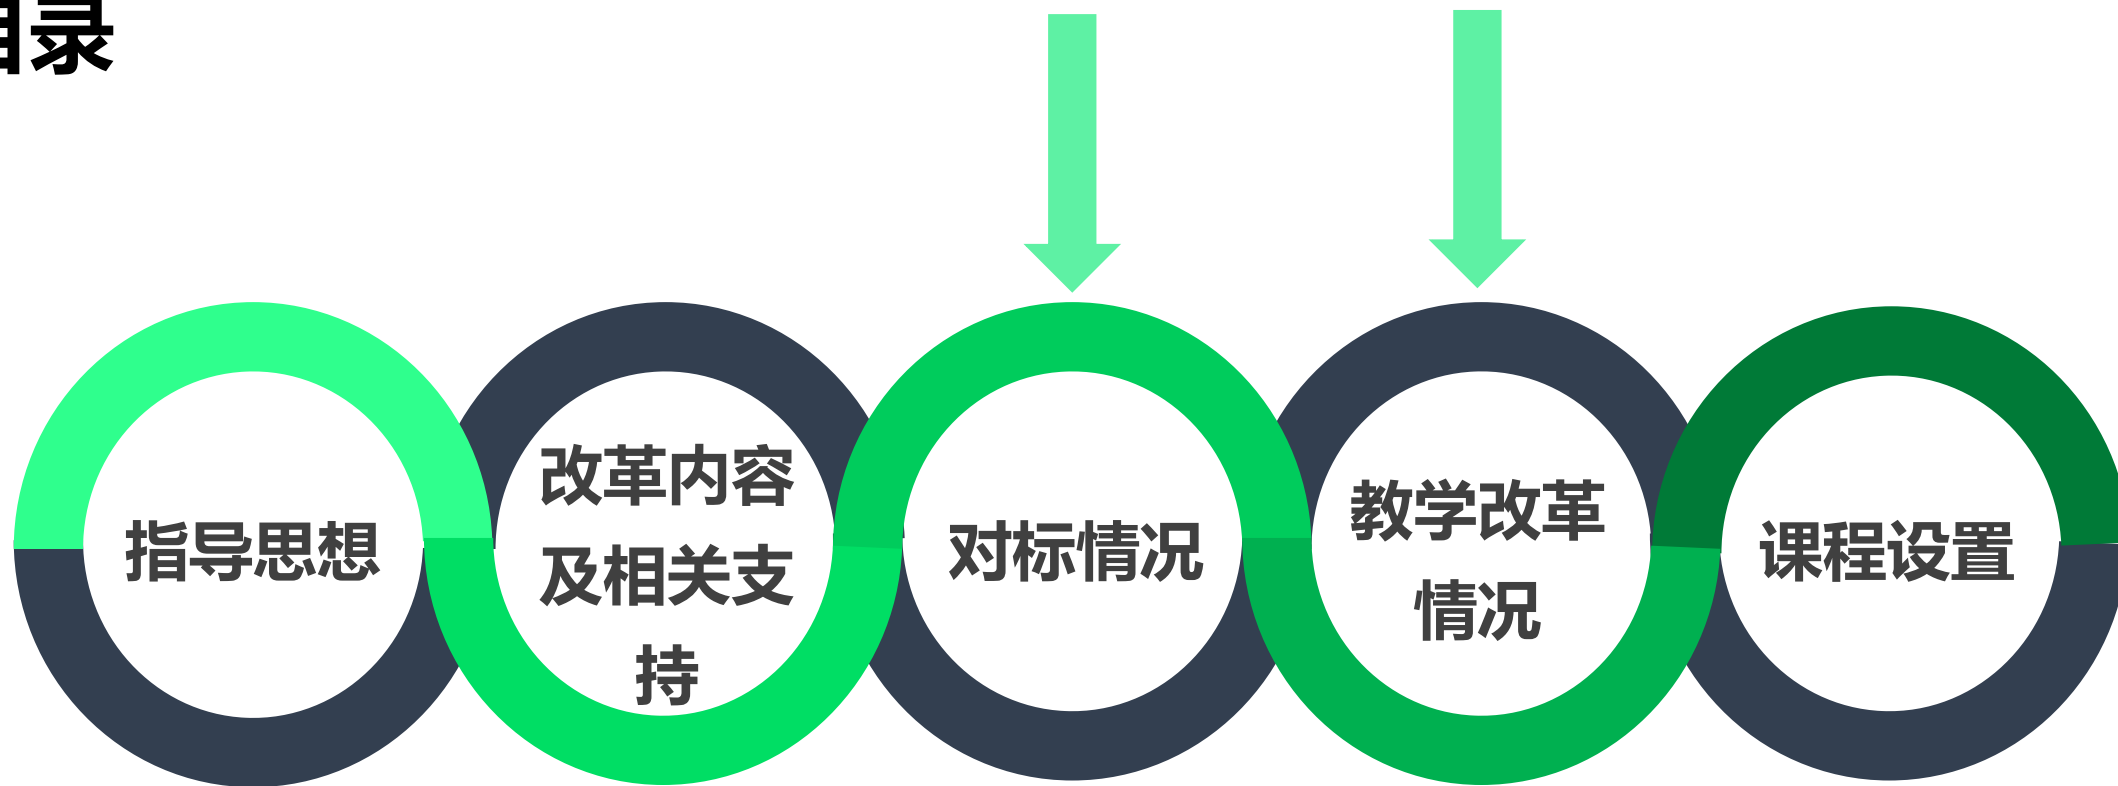 目录
指导思想
改革内容
及相关支
持
对标情况
教学改革
情况
课程设置